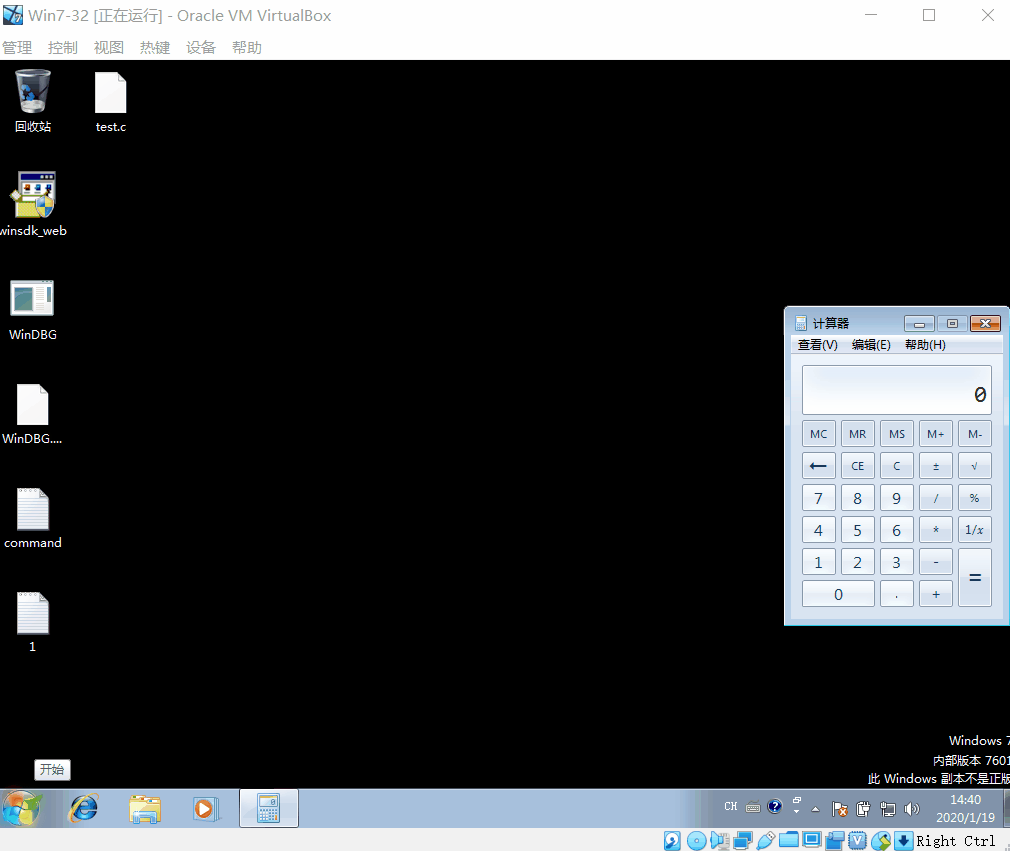 Win7-32 [正在运行] - Oracle VM VirtualBox
管理 控制 视图 热键 设备 帮助
回收站
test.c
winsdk_web
WinDBG
WinDBG....
command
1
计算器
查看(V) 编辑(E) 帮助(H)
0
MC MR MS M+ M-
← CE C ± √
7 8 9 / %
4 5 6 * 1/x
1 2 3 - =
0 . +
Windows 7
内部版本 7601
此 Windows 副本不是正版
开始
CH
14:40
2020/1/19
Right Ctrl